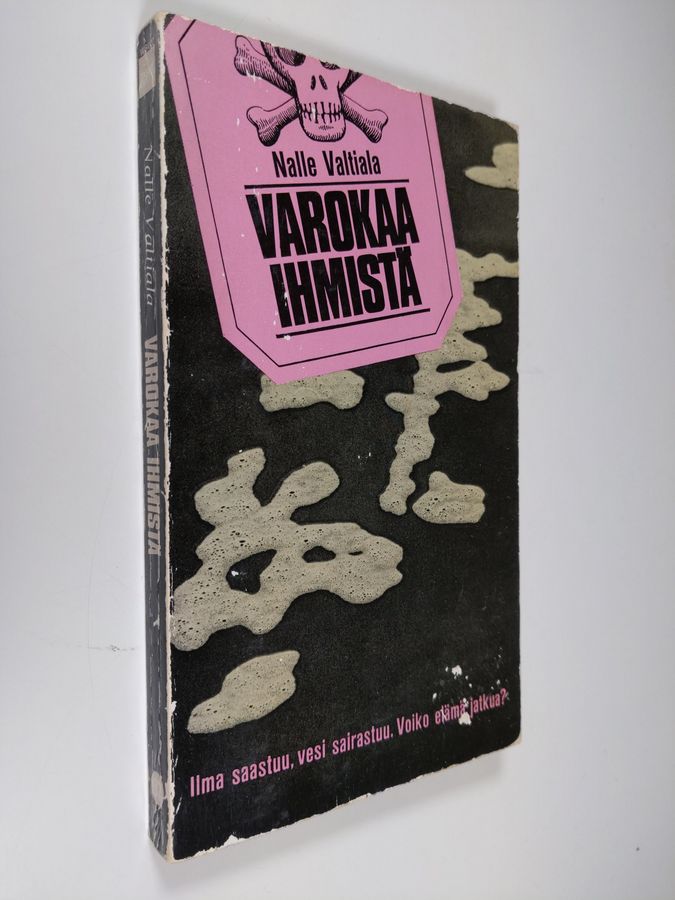 Nalle Valtiala
VAROKAA
IHMISTÄ
Ilma saastuu, vesi sairastuu. Voiko elämä jatkua?
Nalle Valtiala VAROKAA IHMISTÄ